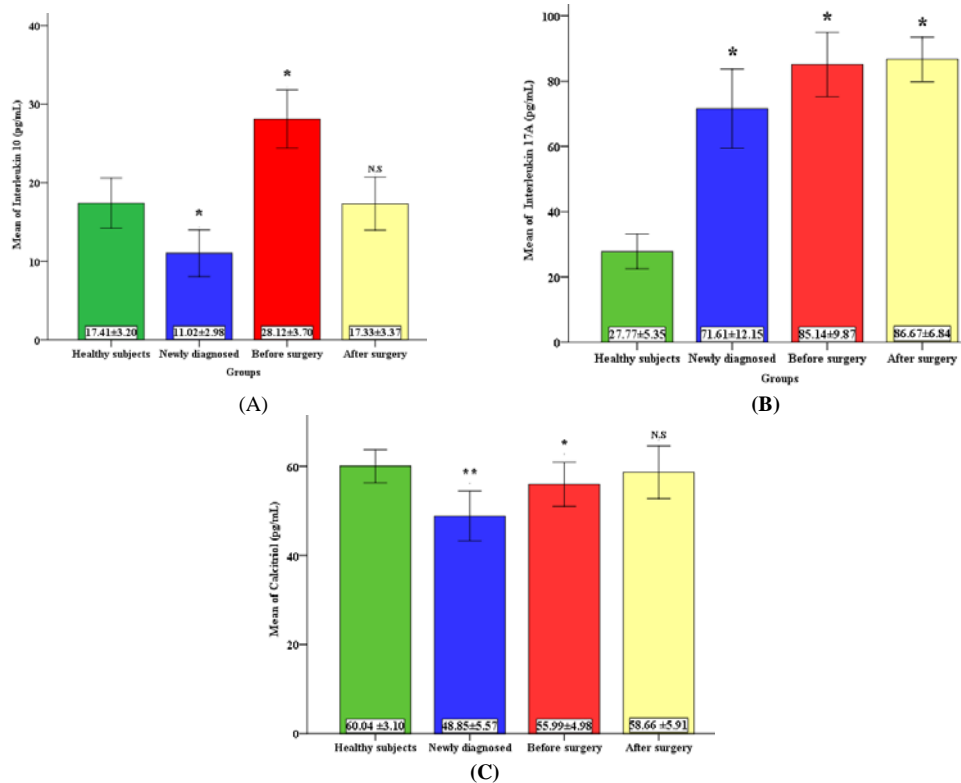 Mean of Interleukin 10 (pg/mL)
40
30
20
10
0
*
*
N.S
17.41±3.20 11.02±2.98 28.12±3.70 17.33±3.37
Healthy subjects Newly diagnosed Before surgery After surgery
Groups
(A)
Mean of Interleukin 17A (pg/mL)
100
80
60
40
20
0
* * *
27.77±5.35 71.61±12.15 85.14±9.87 86.67±6.84
Healthy subjects Newly diagnosed Before surgery After surgery
Groups
(B)
Mean of Calcitriol (pg/mL)
60
40
20
0
** * N.S
60.04 ±3.10 48.85±5.57 55.99±4.98 58.66 ±5.91
Healthy subjects Newly diagnosed Before surgery After surgery
(C)